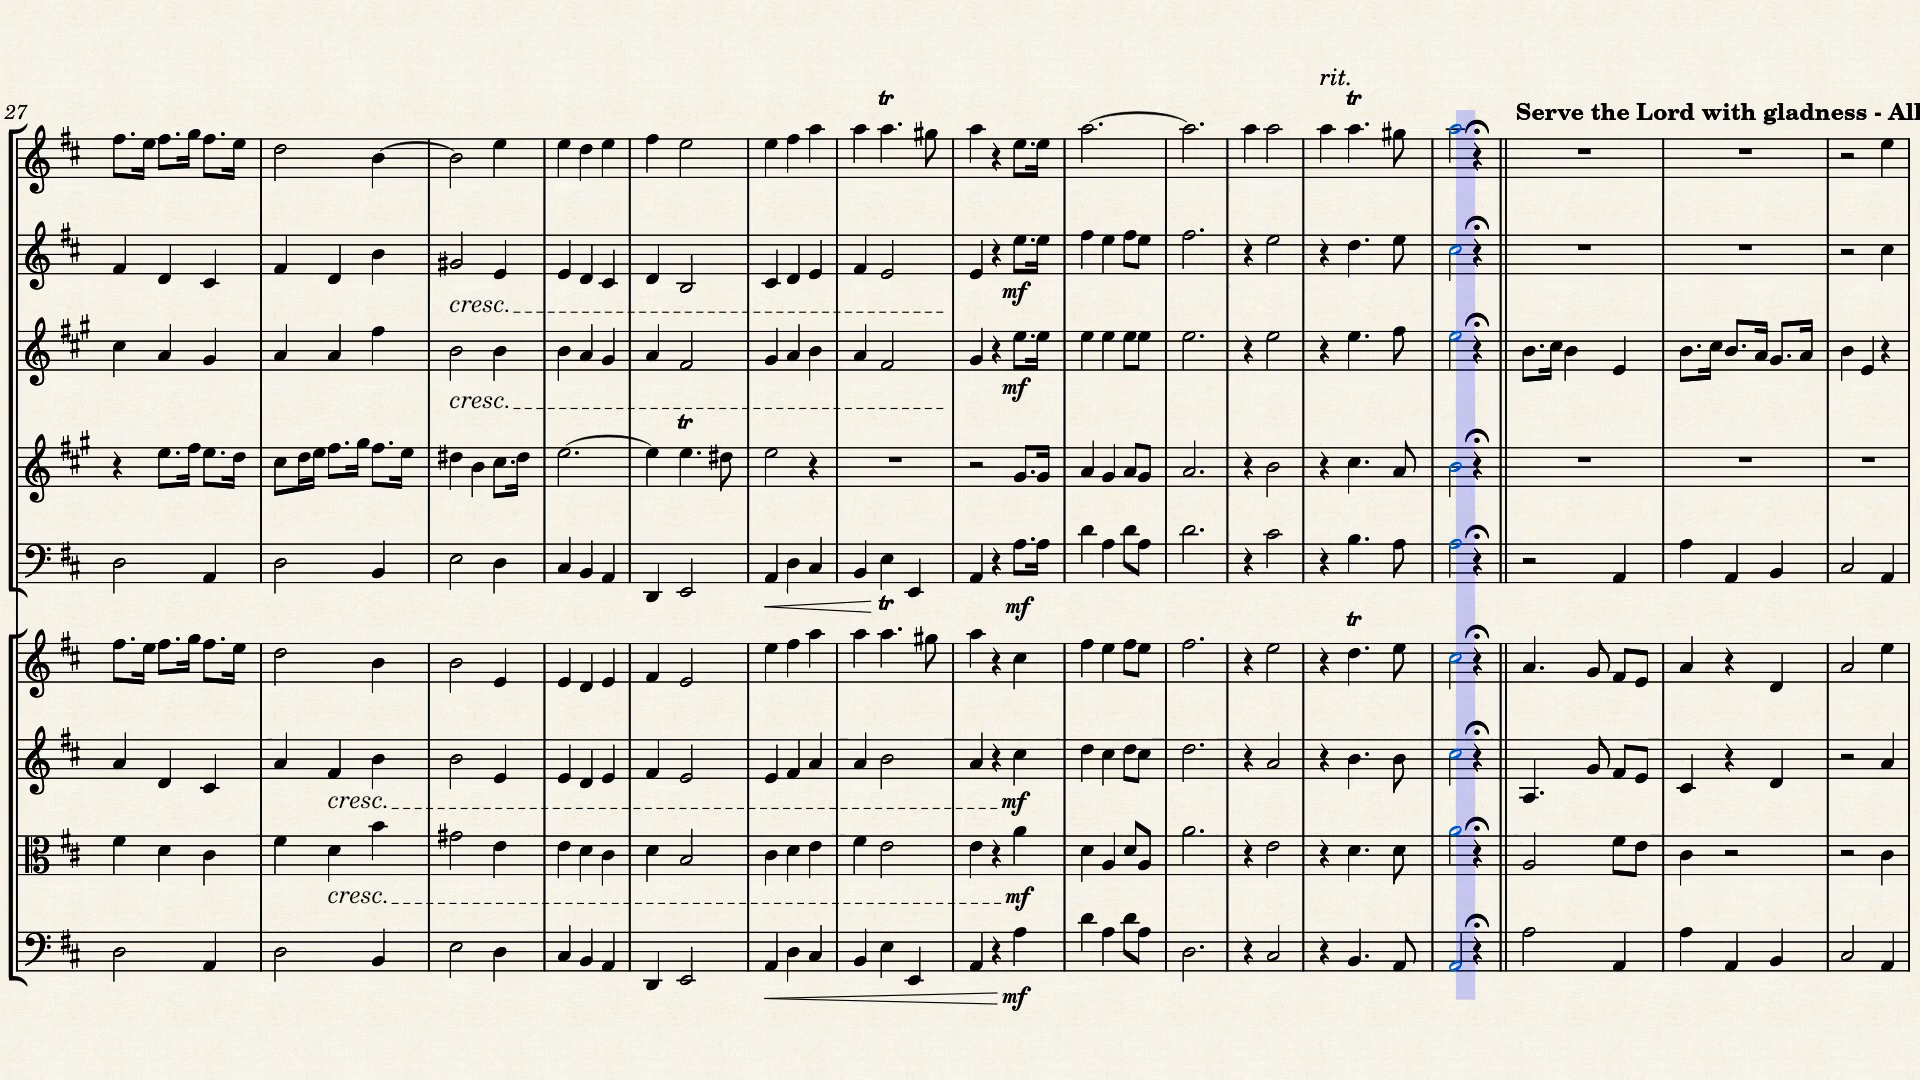 rit.
tr
tr
27
Serve the Lord with gladness - All
mf
cresc.
mf
cresc.
tr
tr
mf
tr
cresc.
mf
cresc.
mf
mf